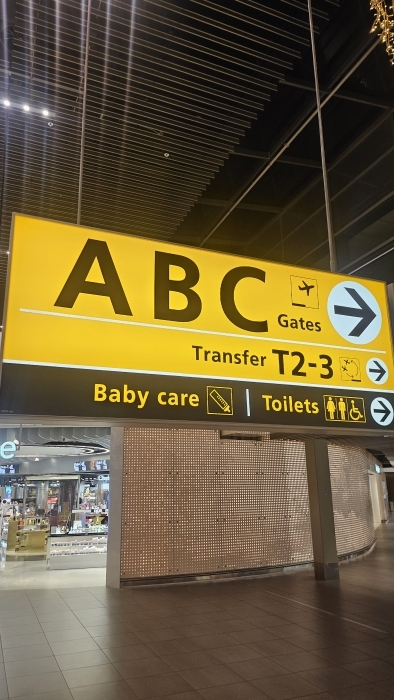 ABC Gates
Transfer T2-3
Baby care | Toilets
e